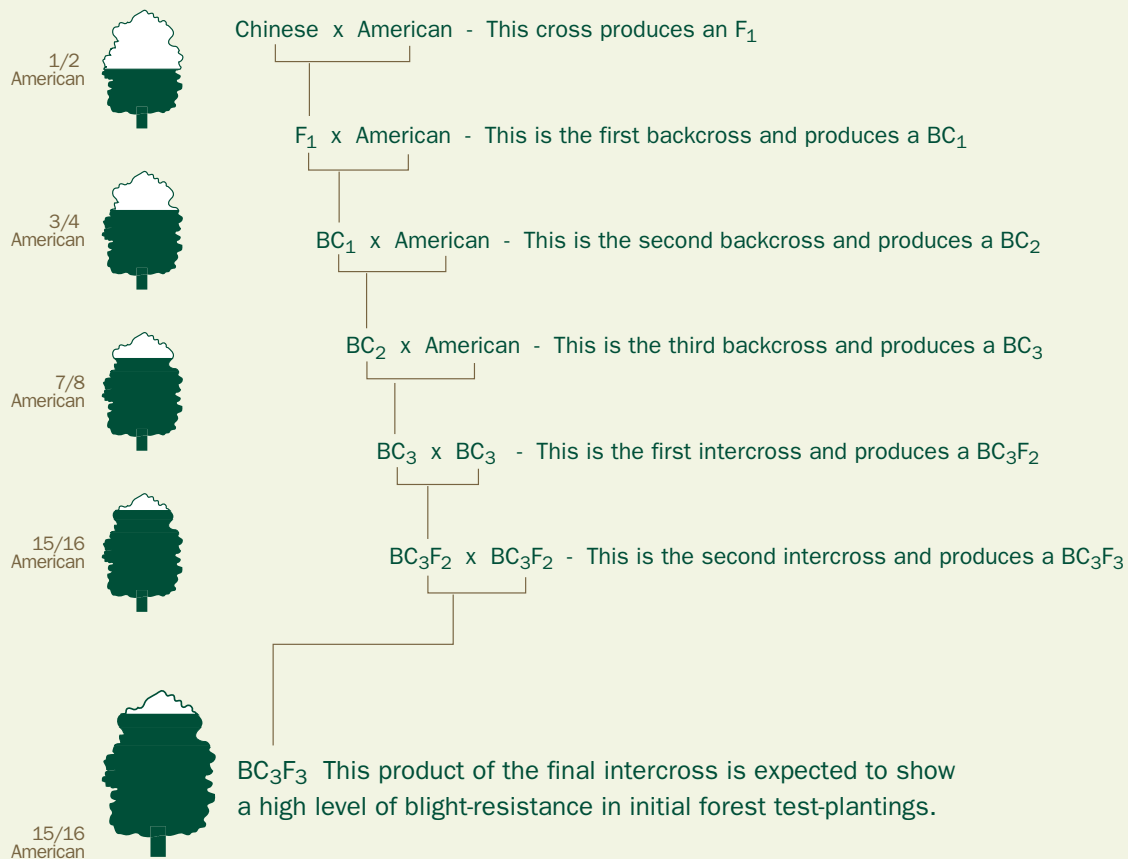 Chinese x American - This cross produces an F₁
1/2
American
F₁ x American - This is the first backcross and produces a BC₁
3/4
American
BC₁ x American - This is the second backcross and produces a BC₂
BC₂ x American - This is the third backcross and produces a BC₃
7/8
American
BC₃ x BC₃ - This is the first intercross and produces a BC₃F₂
15/16
American
BC₃F₂ x BC₃F₂ - This is the second intercross and produces a BC₃F₃
BC₃F₃ This product of the final intercross is expected to show
a high level of blight-resistance in initial forest test-plantings.
15/16
American